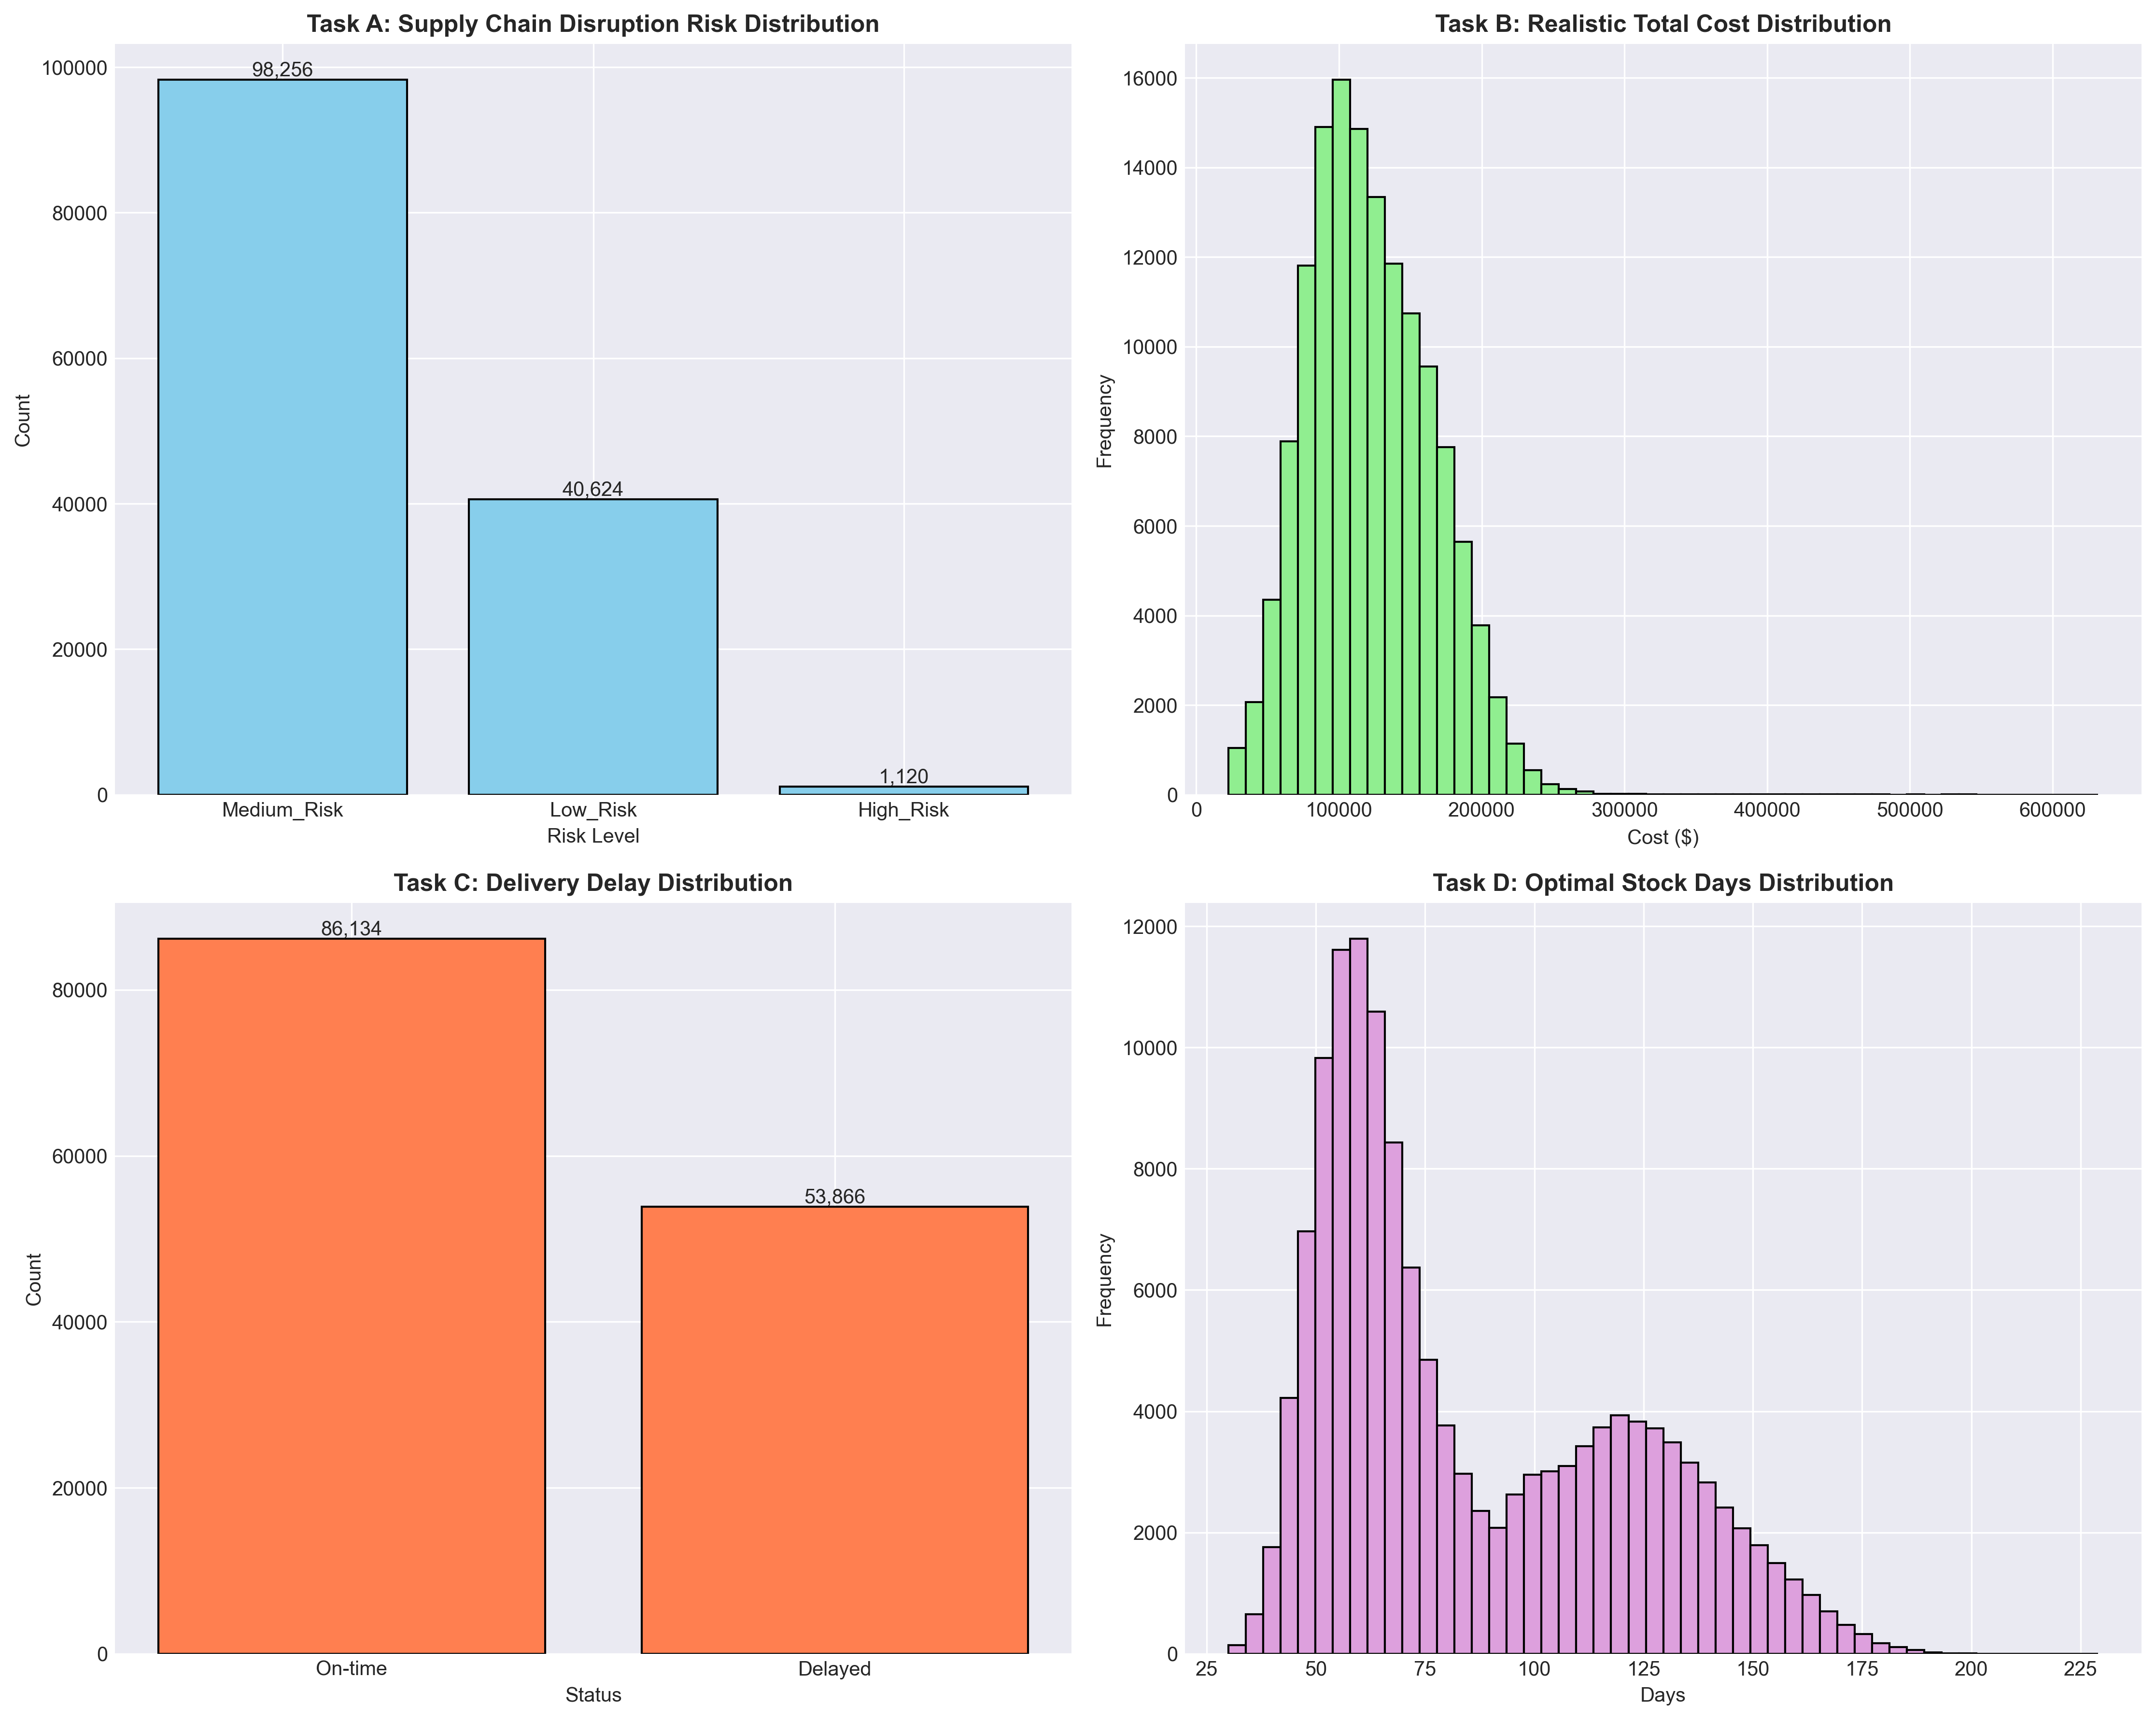 Task A: Supply Chain Disruption Risk Distribution
100000
80000
60000
40000
20000
0
Count
98,256
40,624
1,120
Medium_Risk
Low_Risk
High_Risk
Risk Level
Task B: Realistic Total Cost Distribution
16000
14000
12000
10000
8000
6000
4000
2000
0
Frequency
0
100000
200000
300000
400000
500000
600000
Cost ($)
Task C: Delivery Delay Distribution
80000
60000
40000
20000
0
Count
86,134
53,866
On-time
Delayed
Status
Task D: Optimal Stock Days Distribution
12000
10000
8000
6000
4000
2000
0
Frequency
25
50
75
100
125
150
175
200
225
Days